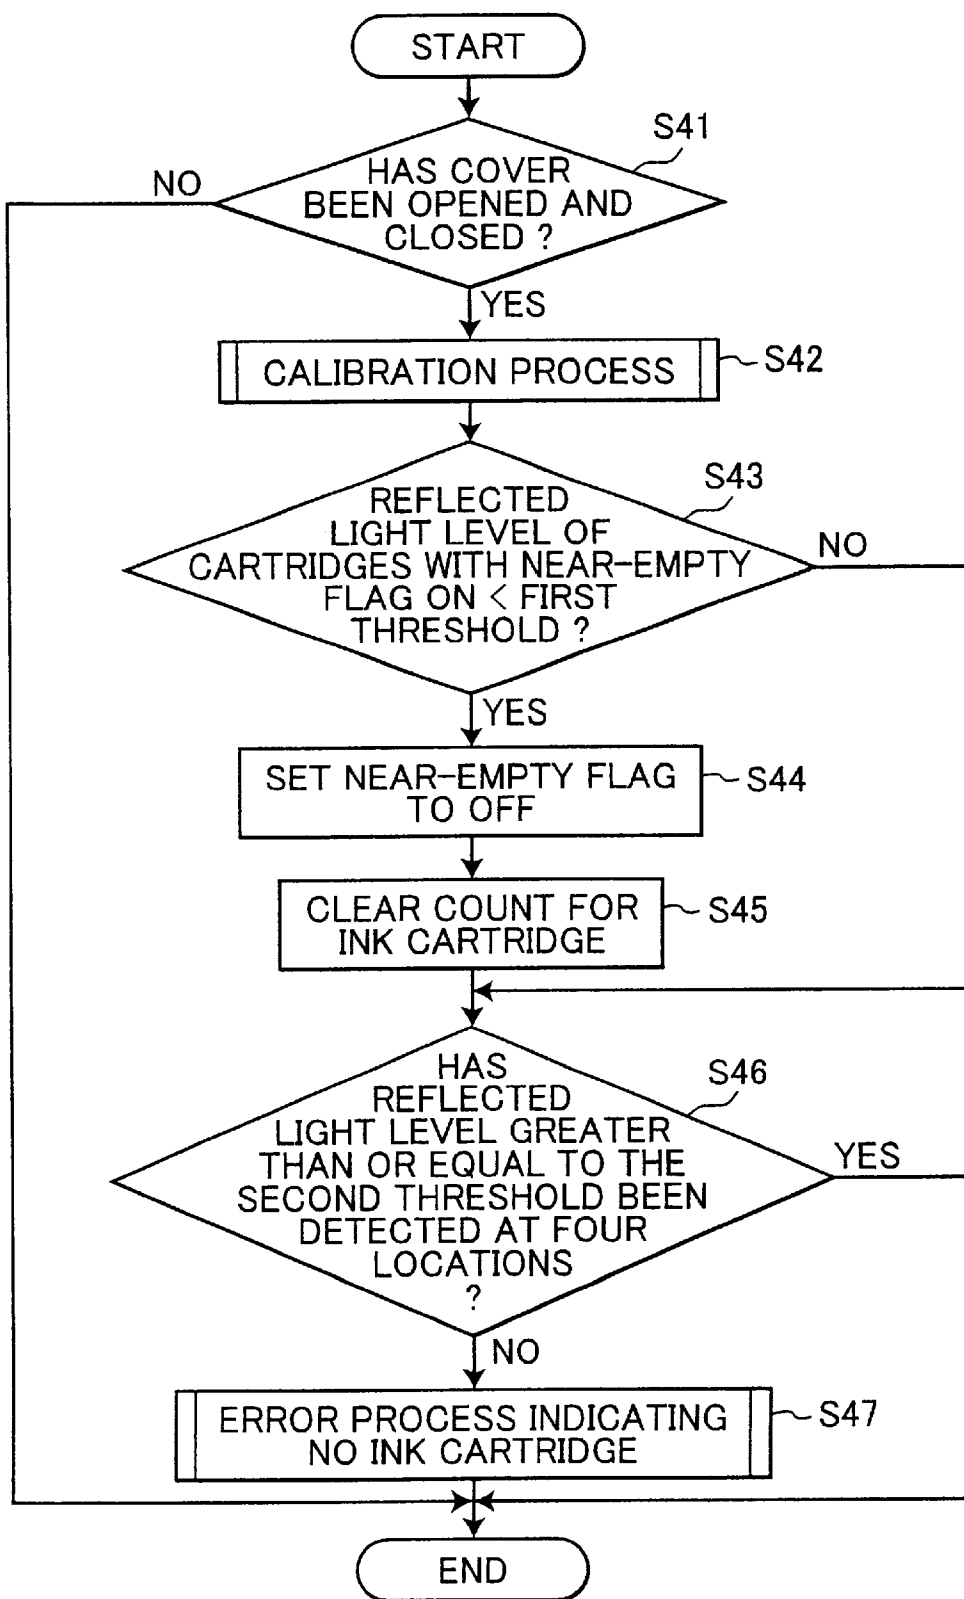 START
S41
HAS COVER
BEEN OPENED AND
CLOSED ?
NO
YES
CALIBRATION PROCESS
S42
S43
REFLECTED
LIGHT LEVEL OF
CARTRIDGES WITH NEAR-EMPTY
FLAG ON < FIRST
THRESHOLD ?
NO
YES
SET NEAR-EMPTY FLAG
TO OFF
S44
CLEAR COUNT FOR
INK CARTRIDGE
S45
S46
HAS
REFLECTED
LIGHT LEVEL GREATER
THAN OR EQUAL TO THE
SECOND THRESHOLD BEEN
DETECTED AT FOUR
LOCATIONS
?
YES
NO
ERROR PROCESS INDICATING
NO INK CARTRIDGE
S47
END